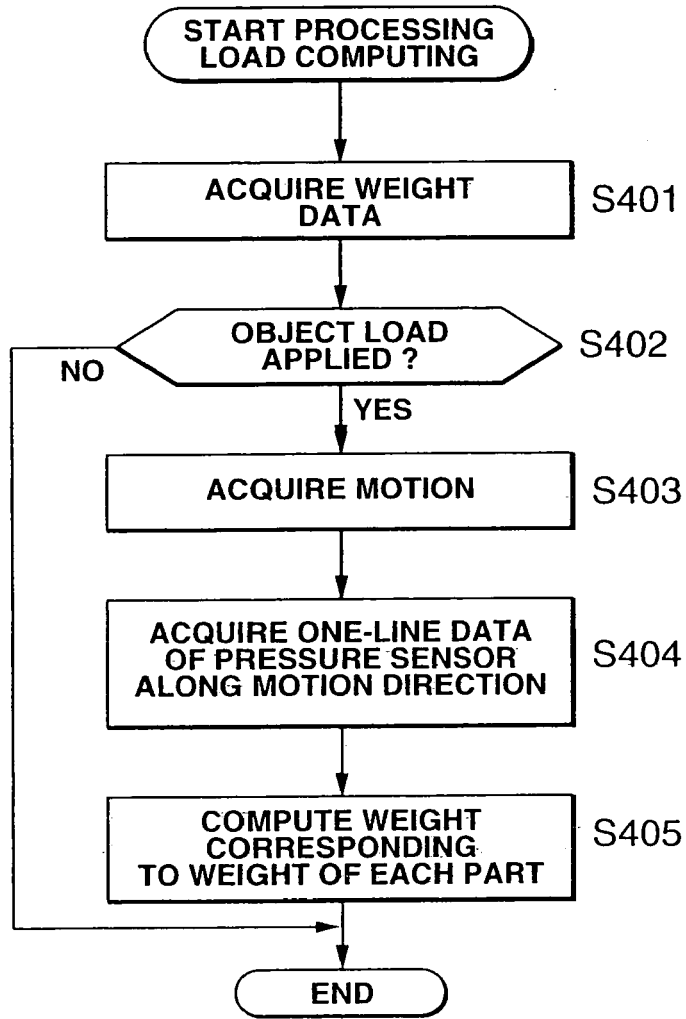 START PROCESSING
LOAD COMPUTING
ACQUIRE WEIGHT
DATA
S401
OBJECT LOAD
APPLIED ?
S402
NO
YES
ACQUIRE MOTION
S403
ACQUIRE ONE-LINE DATA
OF PRESSURE SENSOR
ALONG MOTION DIRECTION
S404
COMPUTE WEIGHT
CORRESPONDING
TO WEIGHT OF EACH PART
S405
END